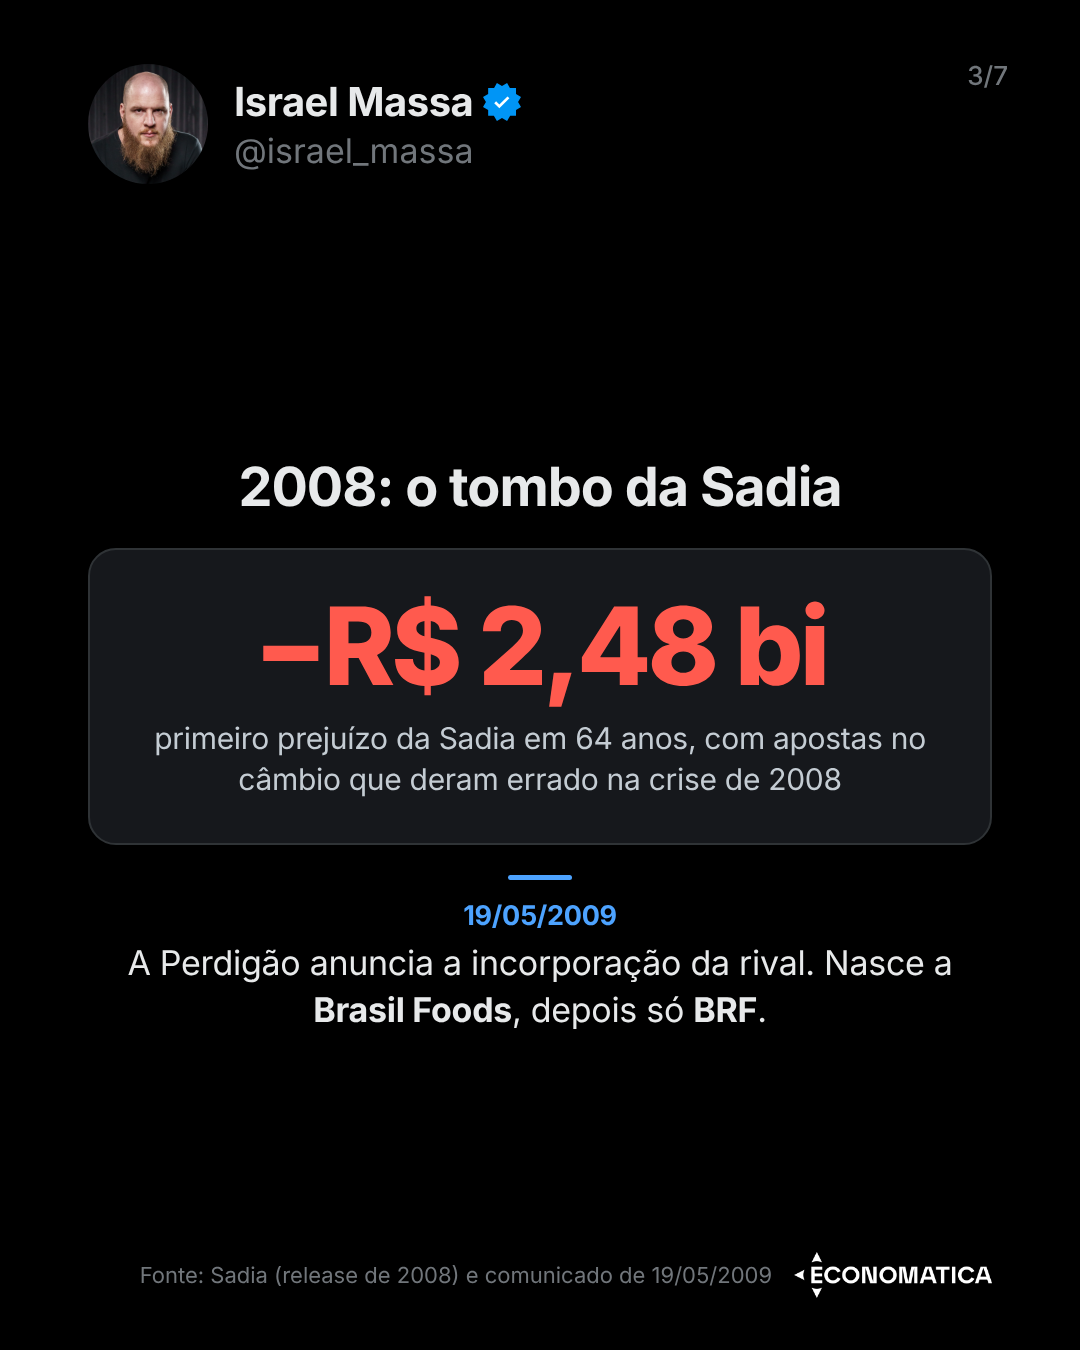 Israel Massa
@israel_massa
3/7
2008: o tombo da Sadia
−R$ 2,48 bi
primeiro prejuízo da Sadia em 64 anos, com apostas no
câmbio que deram errado na crise de 2008
19/05/2009
A Perdigão anuncia a incorporação da rival. Nasce a
Brasil Foods, depois só BRF.
Fonte: Sadia (release de 2008) e comunicado de 19/05/2009
ECONOMATICA